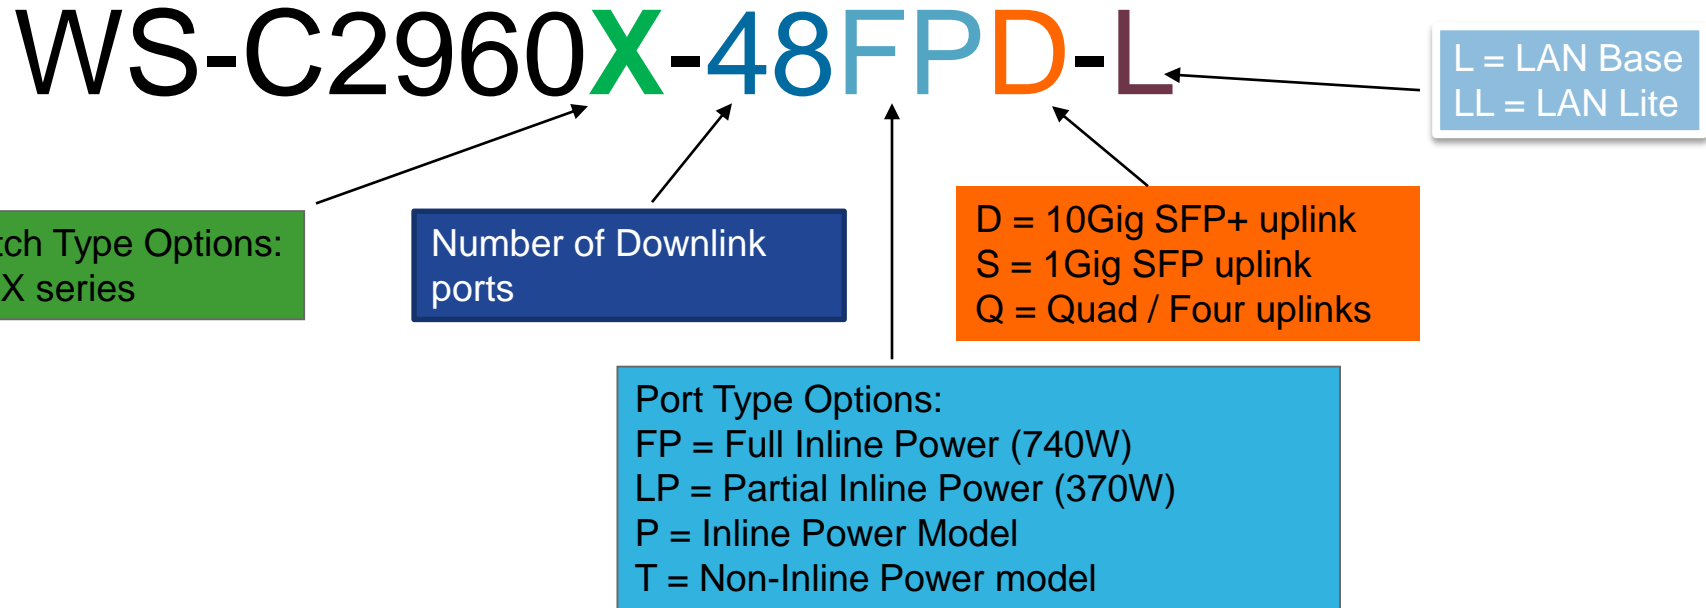 WS-C2960X-48FPD-L
L = LAN Base
LL = LAN Lite
Type Options:
X series
Number of Downlink
ports
D = 10Gig SFP+ uplink
S = 1Gig SFP uplink
Q = Quad / Four uplinks
Port Type Options:
FP = Full Inline Power (740W)
LP = Partial Inline Power (370W)
P = Inline Power Model
T = Non-Inline Power model